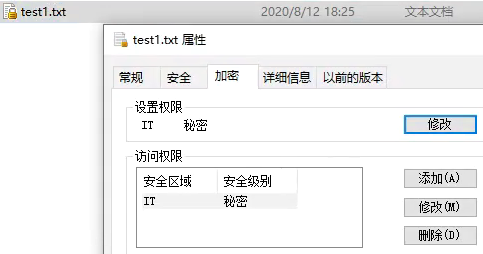 test1.txt 2020/8/12 18:25 文本文档
test1.txt 属性
常规 安全 加密 详细信息 以前的版本
设置权限
IT 秘密 修改
访问权限
安全区域 安全级别 添加(A)
IT 秘密 修改(M)
删除(D)